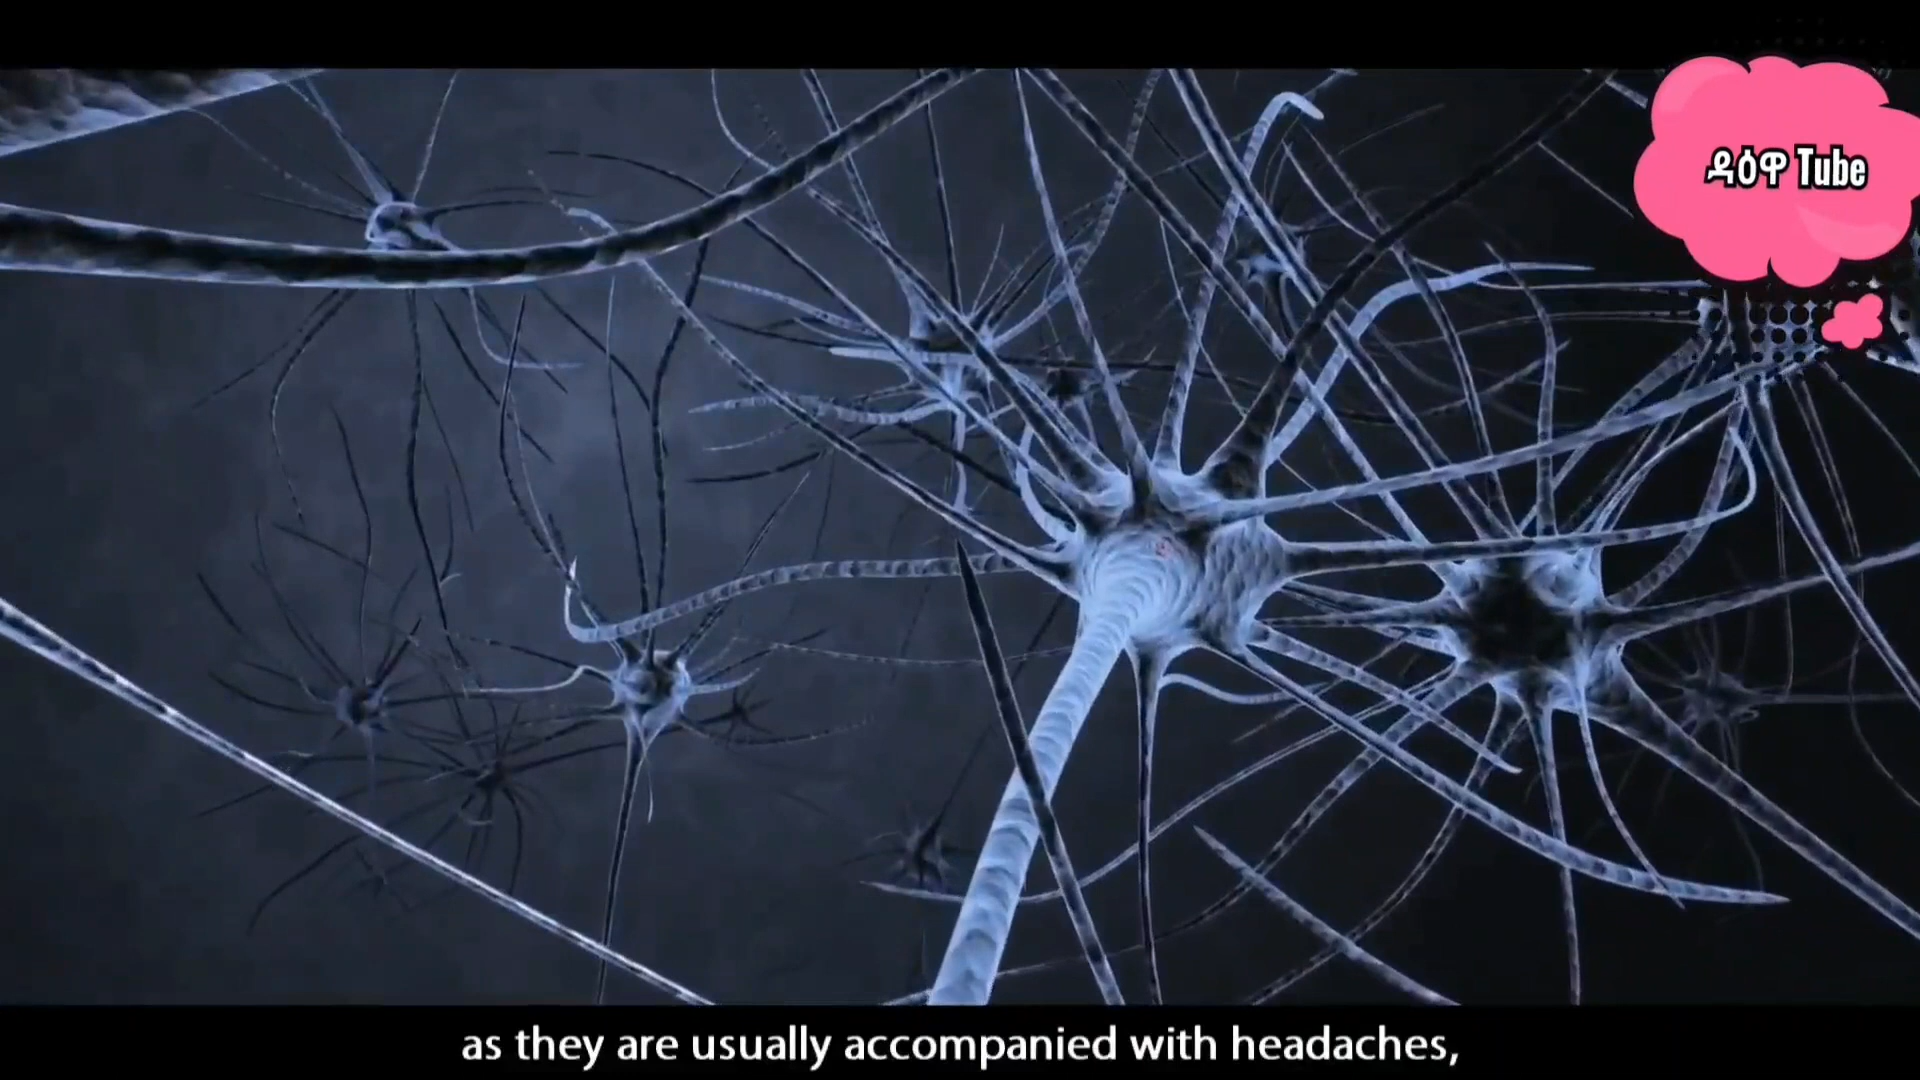 ዳዕዋ Tube
as they are usually accompanied with headaches,